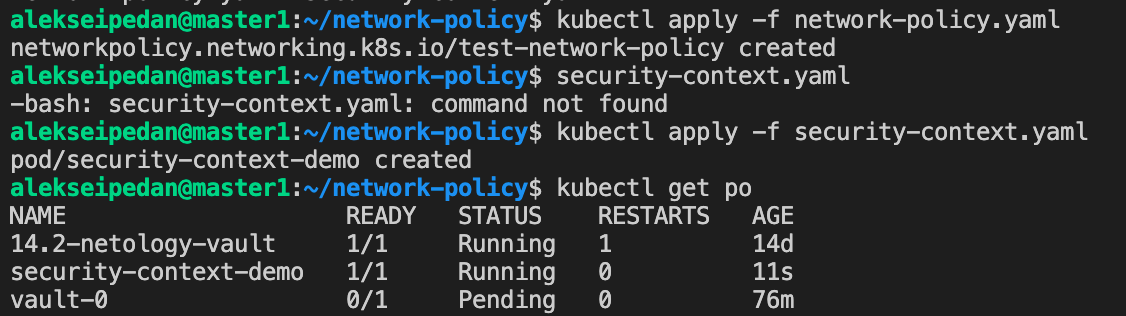 alekseipedan@master1:~/network-policy$ kubectl apply -f network-policy.yaml
networkpolicy.networking.k8s.io/test-network-policy created
alekseipedan@master1:~/network-policy$ security-context.yaml
-bash: security-context.yaml: command not found
alekseipedan@master1:~/network-policy$ kubectl apply -f security-context.yaml
pod/security-context-demo created
alekseipedan@master1:~/network-policy$ kubectl get po
NAME                    READY   STATUS    RESTARTS   AGE
14.2-netology-vault     1/1     Running   1          14d
security-context-demo   1/1     Running   0          11s
vault-0                 0/1     Pending   0          76m